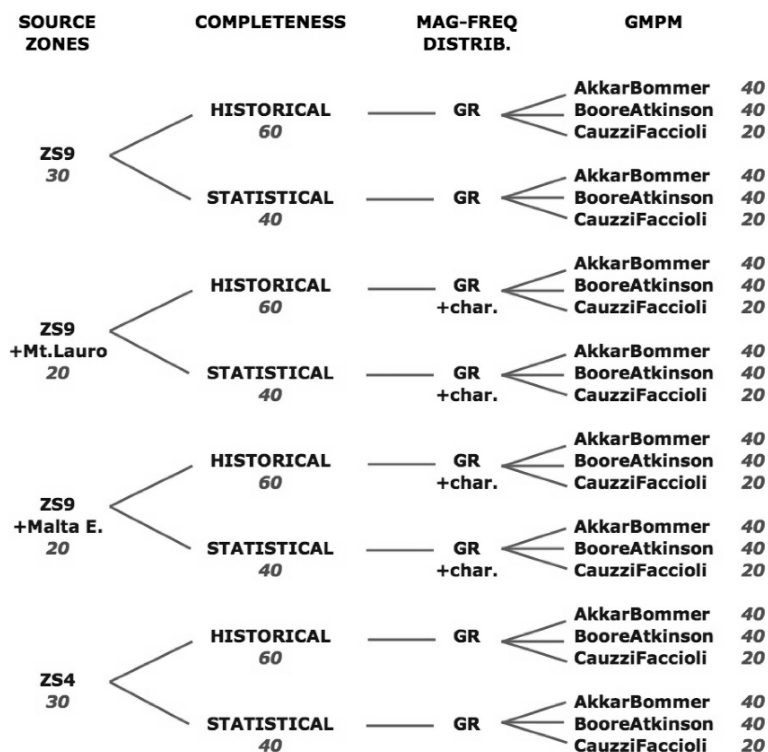 SOURCE ZONES COMPLETENESS MAG-FREQ DISTRIB. GMPM
ZS9
30
HISTORICAL
60
GR
AkkarBommer 40
BooreAtkinson 40
CauzziFaccioli 20
STATISTICAL
40
GR
AkkarBommer 40
BooreAtkinson 40
CauzziFaccioli 20
ZS9
+Mt.Lauro
20
HISTORICAL
60
GR
+char.
AkkarBommer 40
BooreAtkinson 40
CauzziFaccioli 20
STATISTICAL
40
GR
+char.
AkkarBommer 40
BooreAtkinson 40
CauzziFaccioli 20
ZS9
+Malta E.
20
HISTORICAL
60
GR
+char.
AkkarBommer 40
BooreAtkinson 40
CauzziFaccioli 20
STATISTICAL
40
GR
+char.
AkkarBommer 40
BooreAtkinson 40
CauzziFaccioli 20
ZS4
30
HISTORICAL
60
GR
AkkarBommer 40
BooreAtkinson 40
CauzziFaccioli 20
STATISTICAL
40
GR
AkkarBommer 40
BooreAtkinson 40
CauzziFaccioli 20